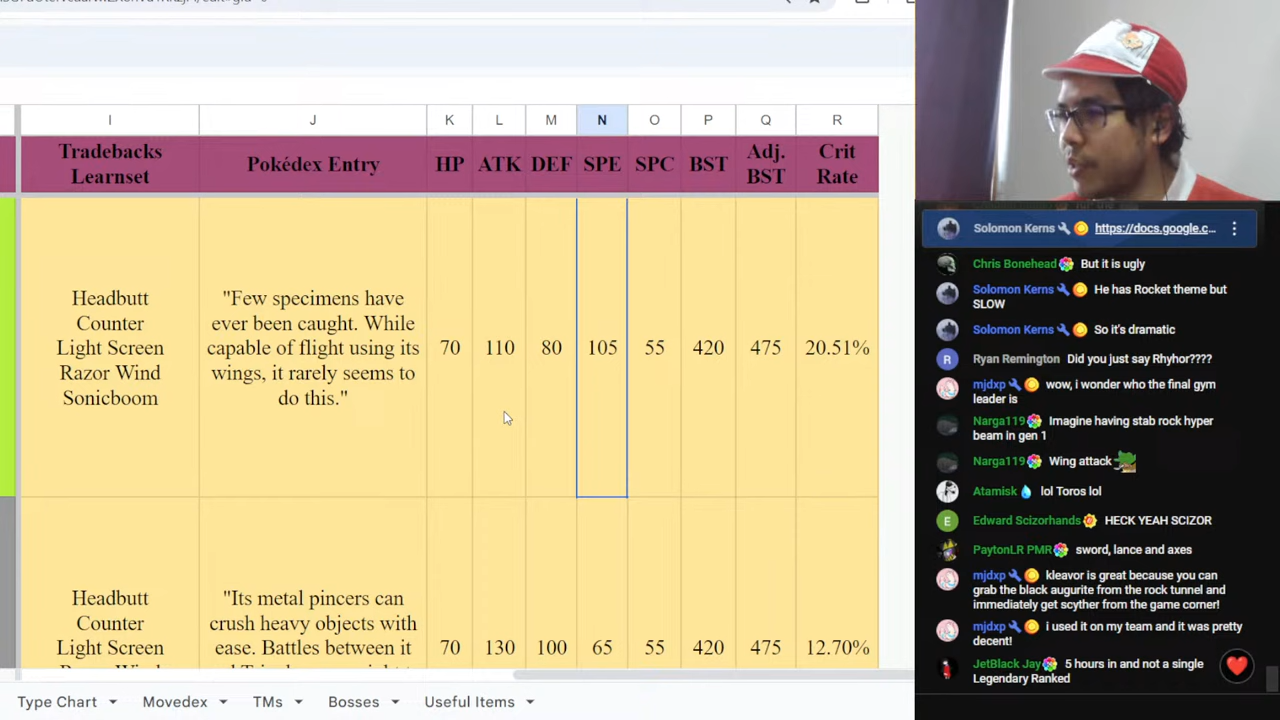 I J K L M N O P Q R
Tradebacks
Learnset
Pokédex Entry
HP
ATK
DEF
SPE
SPC
BST
Adj.
BST
Crit
Rate
Headbutt
Counter
Light Screen
Razor Wind
Sonicboom
"Few specimens have
ever been caught. While
capable of flight using its
wings, it rarely seems to
do this."
70 110 80 105 55 420 475 20.51%
Headbutt
Counter
Light Screen
"Its metal pincers can
crush heavy objects with
ease. Battles between it
70 130 100 65 55 420 475 12.70%
Type Chart
Movedex
TMs
Bosses
Useful Items
Solomon Kerns https://docs.google.c...
Chris Bonehead But it is ugly
Solomon Kerns He has Rocket theme but
SLOW
Solomon Kerns So it's dramatic
Ryan Remington Did you just say Rhyhor????
mjdxp wow, i wonder who the final gym
leader is
Narga119 Imagine having stab rock hyper
beam in gen 1
Narga119 Wing attack
Atamisk lol Toros lol
Edward Scizorhands HECK YEAH SCIZOR
PaytonLR PMR sword, lance and axes
mjdxp kleavor is great because you can
grab the black augurite from the rock tunnel and
immediately get scyther from the game corner!
mjdxp i used it on my team and it was pretty
decent!
JetBlack Jay 5 hours in and not a single
Legendary Ranked